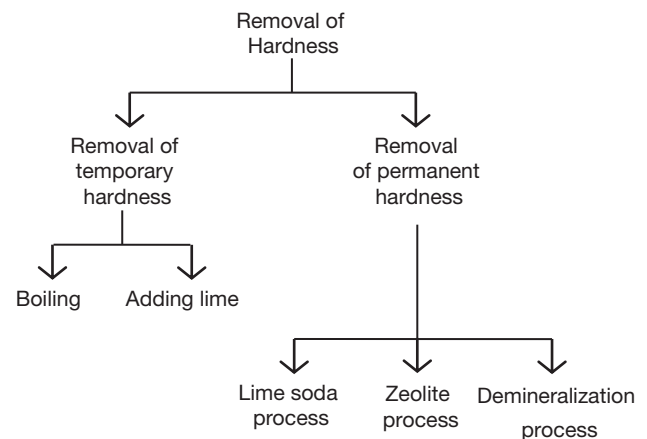 Removal of
Hardness
Removal of
temporary
hardness
Removal
of permanent
hardness
Boiling
Adding lime
Lime soda
process
Zeolite
process
Demineralization
process